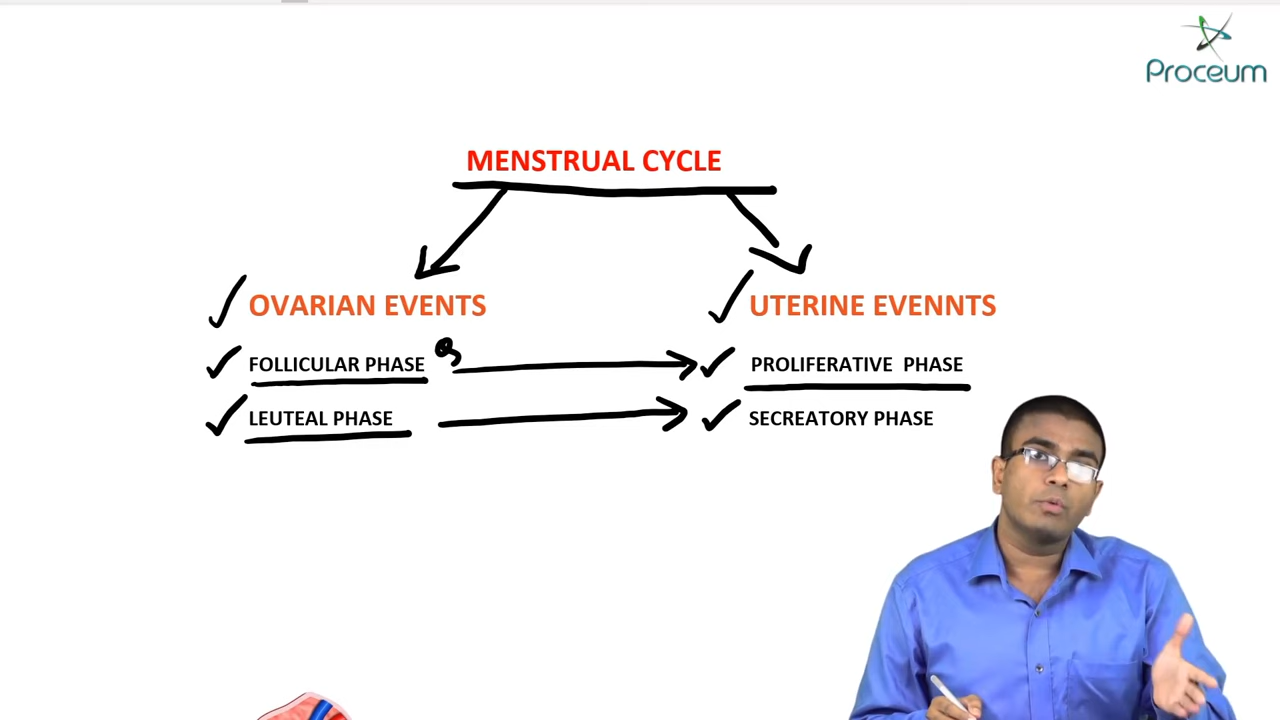 Proceum
MENSTRUAL CYCLE
OVARIAN EVENTS
UTERINE EVENNTS
FOLLICULAR PHASE
PROLIFERATIVE PHASE
LEUTEAL PHASE
SECREATORY PHASE